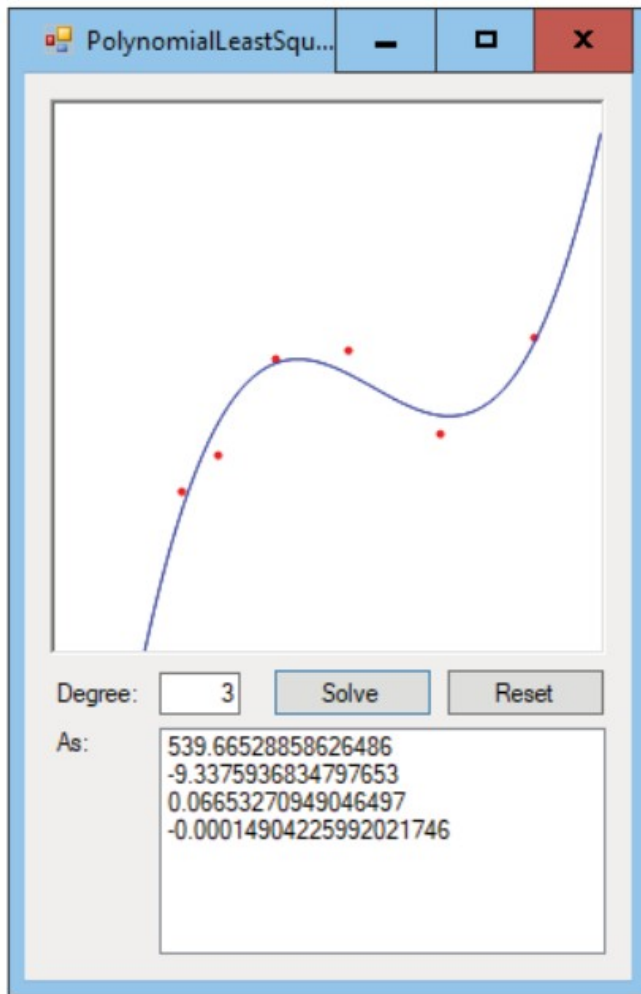 PolynomialLeastSqu...
Degree: 3 Solve Reset
As:
539.66528858626486
-9.3375936834797653
0.06653270949046497
-0.00014904225992021746